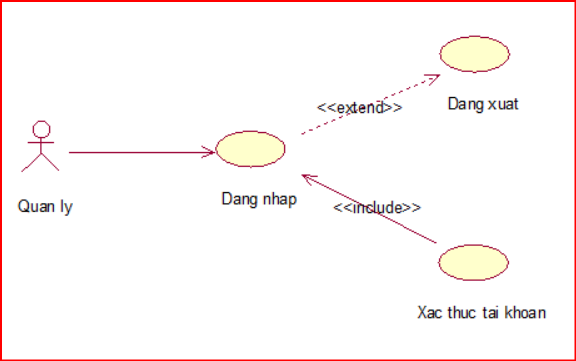 Dang xuat
<<extend>>
Quan ly
Dang nhap
<<include>>
Xac thuc tai khoan